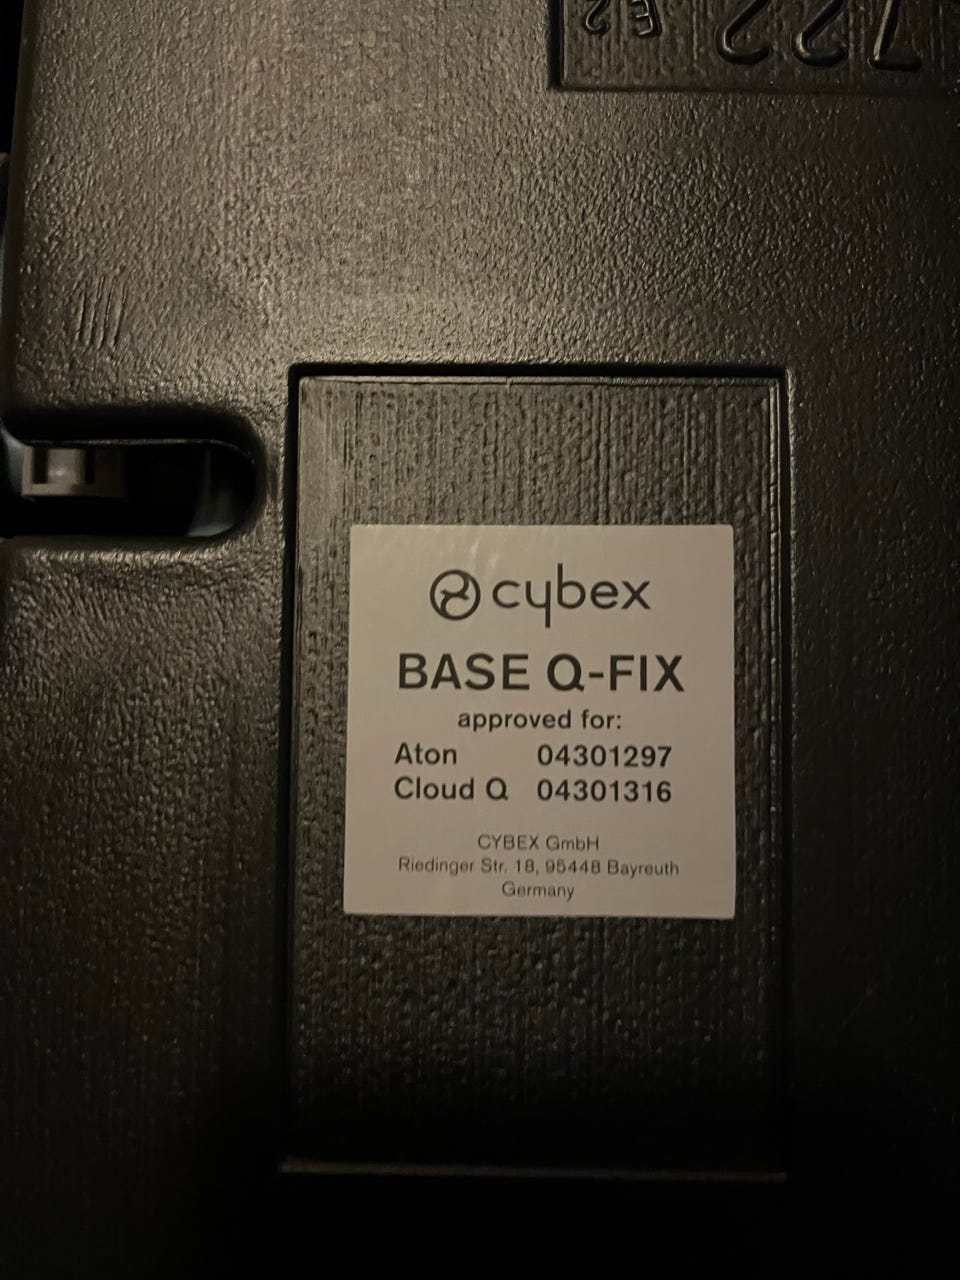 cybex
BASE Q-FIX
approved for:
Aton 04301297
Cloud Q 04301316
CYBEX GmbH
Riedinger Str. 18, 95448 Bayreuth
Germany